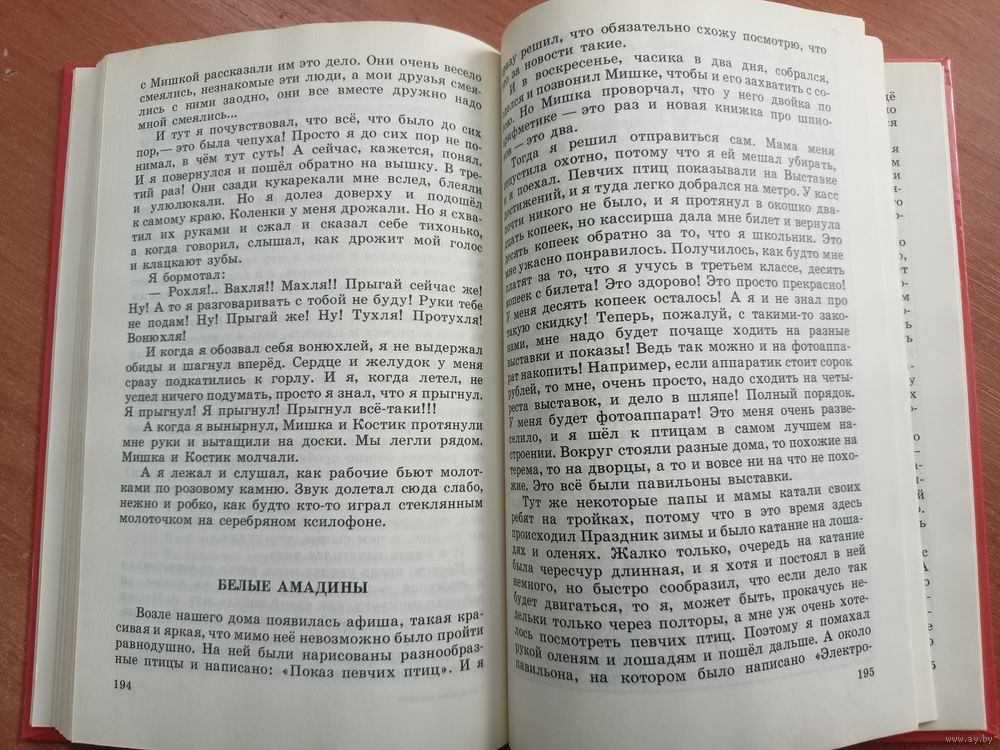 с Мишкой рассказали им это дело. Они очень весело
смеялись, незнакомые эти люди, а мои друзья смея-
лись с ними заодно, они все вместе дружно надо
мной смеялись...
И тут я почувствовал, что всё, что было до сих
пор,— это была чепуха! Просто я до сих пор не по-
нимал, в чём тут суть! А сейчас, кажется, понял.
И я повернулся и пошёл обратно на вышку. В тре-
тий раз! Они сзади кукарекали мне вслед, блеяли
и улюлюкали. Но я долез доверху и подошёл
к самому краю. Коленки у меня дрожали. Но я схва-
тил их руками и сжал и сказал себе тихонько,
а когда говорил, слышал, как дрожит мой голос
и клацкают зубы.
Я бормотал:
— Рохля!.. Вахля!! Махля!! Прыгай сейчас же!
Ну! А то я разговаривать с тобой не буду! Руки тебе
не подам! Ну! Прыгай же! Ну! Тухля! Протухля!
Вонюхля!
И когда я обозвал себя вонюхлей, я не выдержал
обиды и шагнул вперёд. Сердце и желудок у меня
сразу подкатились к горлу. И я, когда летел, не
успел ничего подумать, просто я знал, что я прыгнул.
Я прыгнул! Я прыгнул! Прыгнул всё-таки!!!
А когда я вынырнул, Мишка и Костик протянули
мне руки и вытащили на доски. Мы легли рядом.
Мишка и Костик молчали.
А я лежал и слушал, как рабочие бьют молот-
ками по розовому камню. Звук долетал сюда слабо,
нежно и робко, как будто кто-то играл стеклянным
молоточком на серебряном ксилофоне.
БЕЛЫЕ АМАДИНЫ
Возле нашего дома появилась афиша, такая кра-
сивая и яркая, что мимо неё невозможно было пройти
равнодушно. На ней были нарисованы разнообраз-
ные птицы и написано: «Показ певчих птиц». И я
194
сразу решил, что обязательно схожу посмотрю, что
это за новости такие.
И в воскресенье, часика в два дня, собрался,
оделся и позвонил Мишке, чтобы и его захватить с со-
бою. Но Мишка проворчал, что у него двойка по
арифметике — это раз и новая книжка про шпио-
нов — это два.
Тогда я решил отправиться сам. Мама меня
отпустила охотно, потому что я ей мешал убирать,
и я поехал. Певчих птиц показывали на Выставке
достижений, и я туда легко добрался на метро. У касс
почти никого не было, и я протянул в окошко два-
дцать копеек, но кассирша дала мне билет и вернула
десять копеек обратно за то, что я школьник. Это
мне ужасно понравилось. Получилось, как будто мне
платят за то, что я учусь в третьем классе, десять
копеек с билета! Это здорово! Это просто прекрасно!
У меня десять копеек осталось! А я и не знал про
такую скидку! Теперь, пожалуй, с такими-то зако-
нами, мне надо будет почаще ходить на разные
выставки и показы! Ведь так можно и на фотоаппа-
рат накопить! Например, если аппаратик стоит сорок
рублей, то мне, очень просто, надо сходить на четы-
реста выставок, и дело в шляпе! Полный порядок.
У меня будет фотоаппарат! Это меня очень разве-
селило, и я шёл к птицам в самом лучшем на-
строении. Вокруг стояли разные дома, то похожие на
терема, то на дворцы, а то и вовсе ни на что не похо-
жие. Это всё были павильоны выставки.
Тут же некоторые папы и мамы катали своих
ребят на тройках, потому что в это время здесь
происходил Праздник зимы и было катание на лоша-
дях и оленях. Жалко только, очередь на катание
была чересчур длинная, и я хотя и постоял в ней
немного, но быстро сообразил, что если дело так
будет двигаться, то я, может быть, прокачусь не-
дельки только через полторы, а мне уж очень хоте-
лось посмотреть певчих птиц. Поэтому я помахал
рукой оленям и лошадям и пошёл дальше. А около
павильона, на котором было написано «Электро-
195
www.ay.by